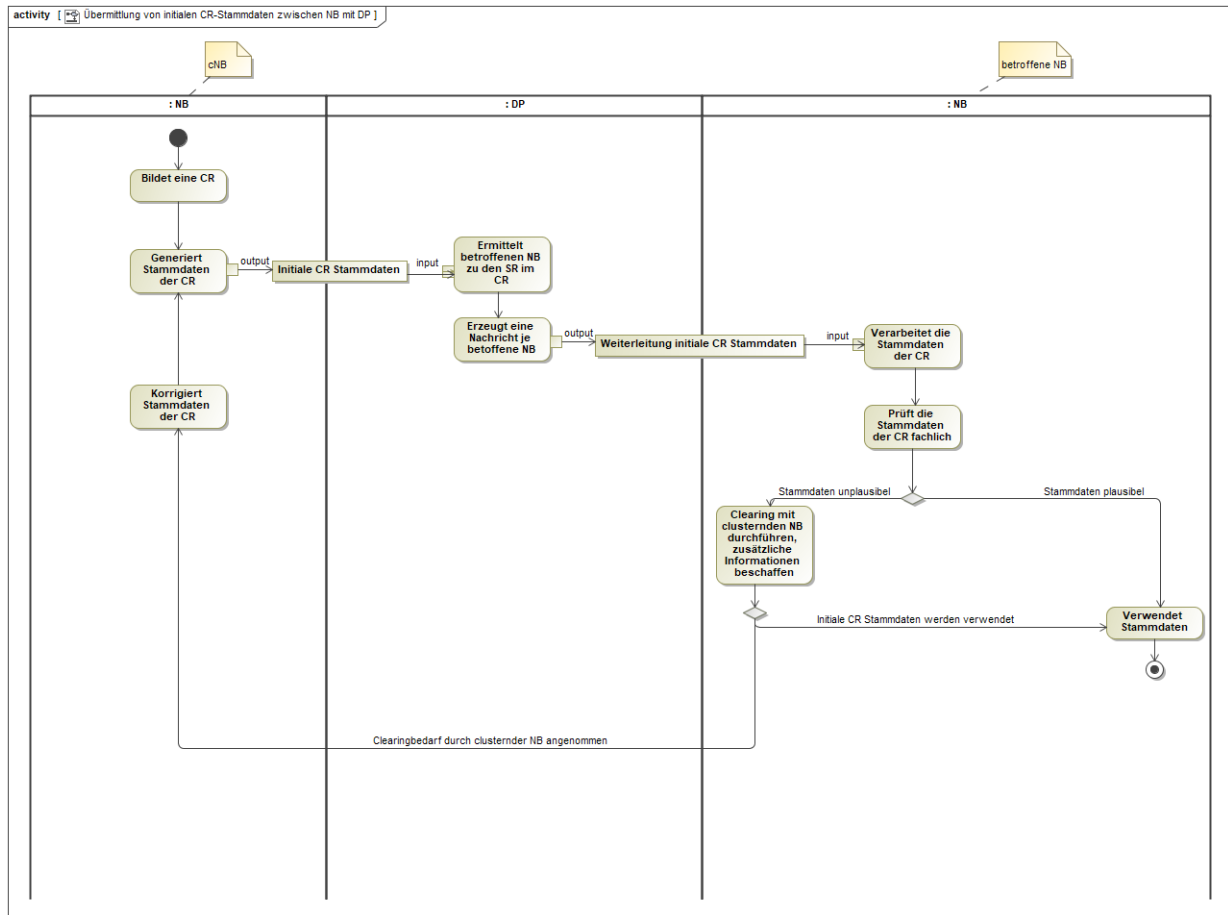 activity [ Übermittlung von initialen CR-Stammdaten zwischen NB mit DP ]
cNB
betroffene NB
: NB
: DP
: NB
Bildet eine CR
Generiert
Stammdaten
der CR
output
Initiale CR Stammdaten
input
Ermittelt
betroffenen NB
zu den SR im
CR
Erzeugt eine
Nachricht je
betoffene NB
output
Weiterleitung initiale CR Stammdaten
input
Verarbeitet die
Stammdaten
der CR
Korrigiert
Stammdaten
der CR
Prüft die
Stammdaten
der CR fachlich
Stammdaten unplausibel
Stammdaten plausibel
Clearing mit
clusternden NB
durchführen,
zusätzliche
Informationen
beschaffen
Initiale CR Stammdaten werden verwendet
Verwendet
Stammdaten
Clearingbedarf durch clusternder NB angenommen